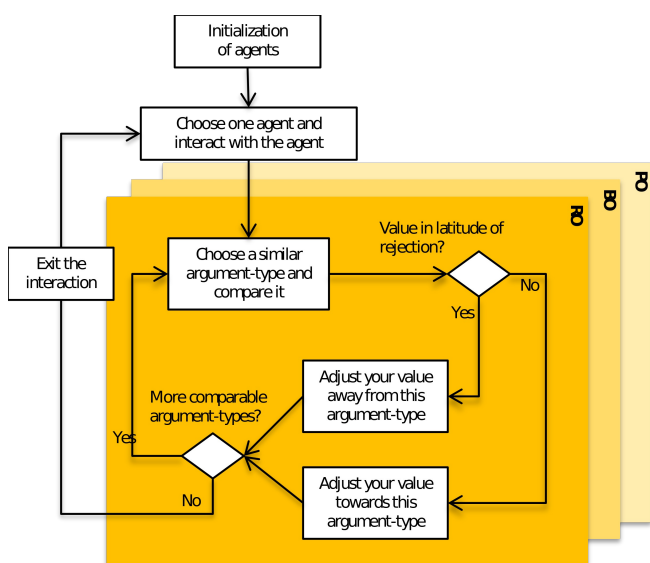 Initialization
of agents
Choose one agent and
interact with the agent
PO
BO
RO
Value in latitude of
rejection?
Choose a similar
argument-type and
compare it
Exit the
interaction
No
Yes
Adjust your value
away from this
argument-type
More comparable
argument-types?
Yes
No
Adjust your value
towards this
argument-type